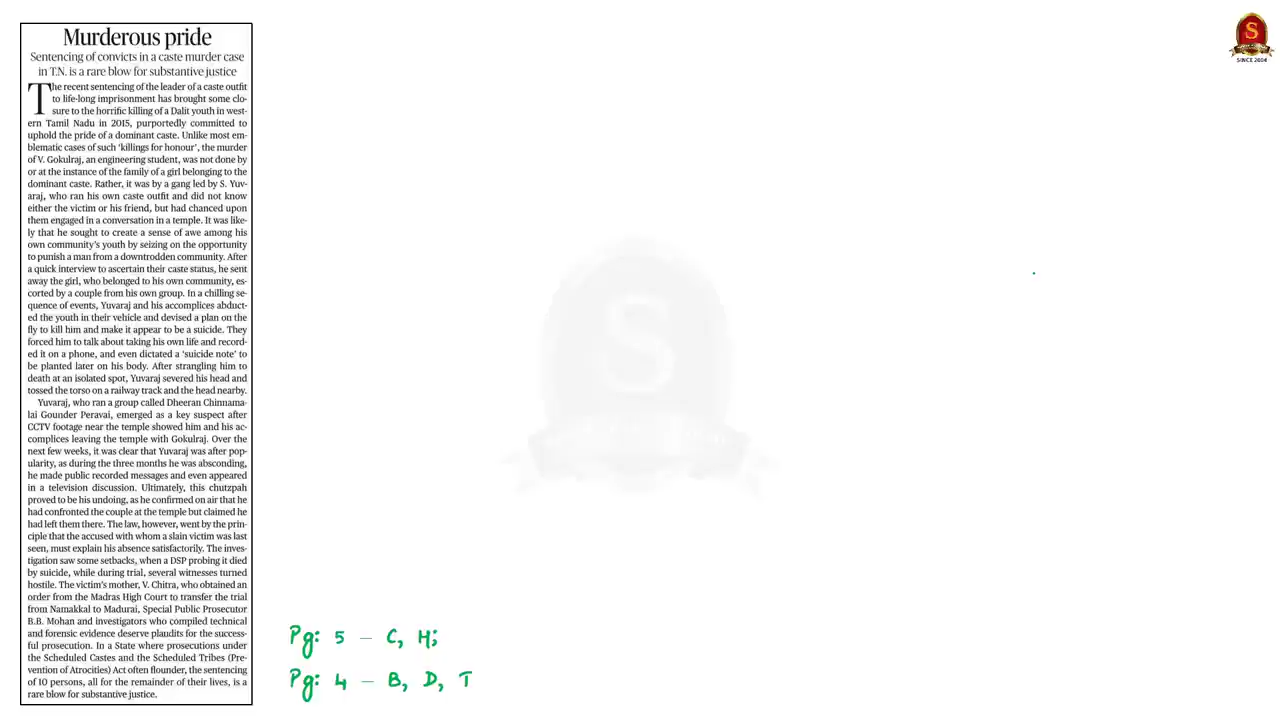 Murderous pride
Sentencing of convicts in a caste murder case
in T.N. is a rare blow for substantive justice
The recent sentencing of the leader of a caste outfit
to life-long imprisonment has brought some clo-
sure to the horrific killing of a Dalit youth in west-
ern Tamil Nadu in 2015, purportedly committed to
uphold the pride of a dominant caste. Unlike most em-
blematic cases of such ‘killings for honour’, the murder
of V. Gokulraj, an engineering student, was not done by
or at the instance of the family of a girl belonging to the
dominant caste. Rather, it was by a gang led by S. Yuv-
araj, who ran his own caste outfit and did not know
either the victim or his friend, but had chanced upon
them engaged in a conversation in a temple. It was like-
ly that he sought to create a sense of awe among his
own community’s youth by seizing on the opportunity
to punish a man from a downtrodden community. After
a quick interview to ascertain their caste status, he sent
away the girl, who belonged to his own community, es-
corted by a couple from his own group. In a chilling se-
quence of events, Yuvaraj and his accomplices abduct-
ed the youth in their vehicle and devised a plan on the
fly to kill him and make it appear to be a suicide. They
forced him to talk about taking his own life and record-
ed it on a phone, and even dictated a ‘suicide note’ to
be planted later on his body. After strangling him to
death at an isolated spot, Yuvaraj severed his head and
tossed the torso on a railway track and the head nearby.
Yuvaraj, who ran a group called Dheeran Chinnama-
lai Gounder Peravai, emerged as a key suspect after
CCTV footage near the temple showed him and his ac-
complices leaving the temple with Gokulraj. Over the
next few weeks, it was clear that Yuvaraj was after pop-
ularity, as during the three months he was absconding,
he made public recorded messages and even appeared
in a television discussion. Ultimately, this chutzpah
proved to be his undoing, as he confirmed on air that he
had confronted the couple at the temple but claimed he
had left them there. The law, however, went by the prin-
ciple that the accused with whom a slain victim was last
seen, must explain his absence satisfactorily. The inves-
tigation saw some setbacks, when a DSP probing it died
by suicide, while during trial, several witnesses turned
hostile. The victim’s mother, V. Chitra, who obtained an
order from the Madras High Court to transfer the trial
from Namakkal to Madurai, Special Public Prosecutor
B.B. Mohan and investigators who compiled technical
and forensic evidence deserve plaudits for the success-
ful prosecution. In a State where prosecutions under
the Scheduled Castes and the Scheduled Tribes (Pre-
vention of Atrocities) Act often flounder, the sentencing
of 10 persons, all for the remainder of their lives, is a
rare blow for substantive justice.
Pg: 5 – C, H;
Pg: 4 – B, D, T
S
SINCE 2004
S